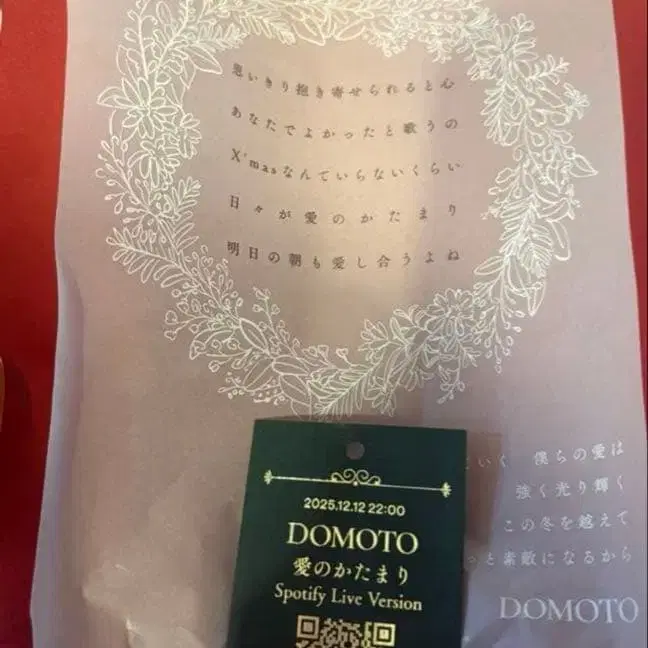 思いきり抱き寄せられると心
あなたでよかったと歌うの
X'masなんていらないくらい
日々が愛のかたまり
明日の朝も愛し合うよね
いく 僕らの愛は
強く光り輝く
この冬を越えて
と素敵になるから
DOMOTO
2025.12.12 22:00
DOMOTO
愛のかたまり
Spotify Live Version